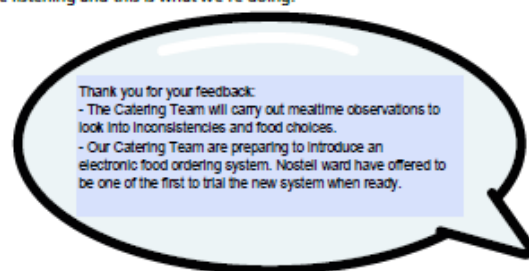 listening and this is what we're doing:
Thank you for your feedback:
- The Catering Team will carry out mealtime observations to
look into inconsistencies and food choices.
- Our Catering Team are preparing to introduce an
electronic food ordering system. Nostell ward have offered to
be one of the first to trial the new system when ready.